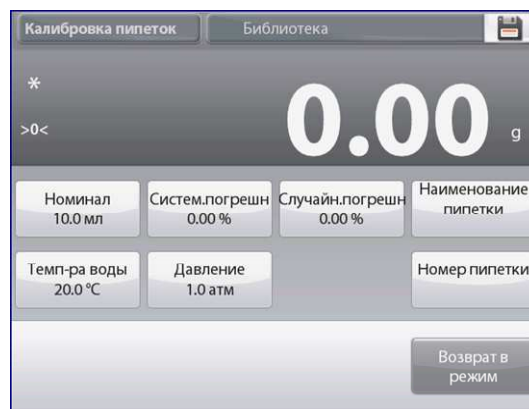 Калибровка пипеток Библиотека
*
>0<
0.00 g
Номинал
10.0 мл
Систем.погрешн
0.00 %
Случайн.погрешн
0.00 %
Наименование
пипетки
Темп-ра воды
20.0 °C
Давление
1.0 атм
Номер пипетки
Возврат в
режим